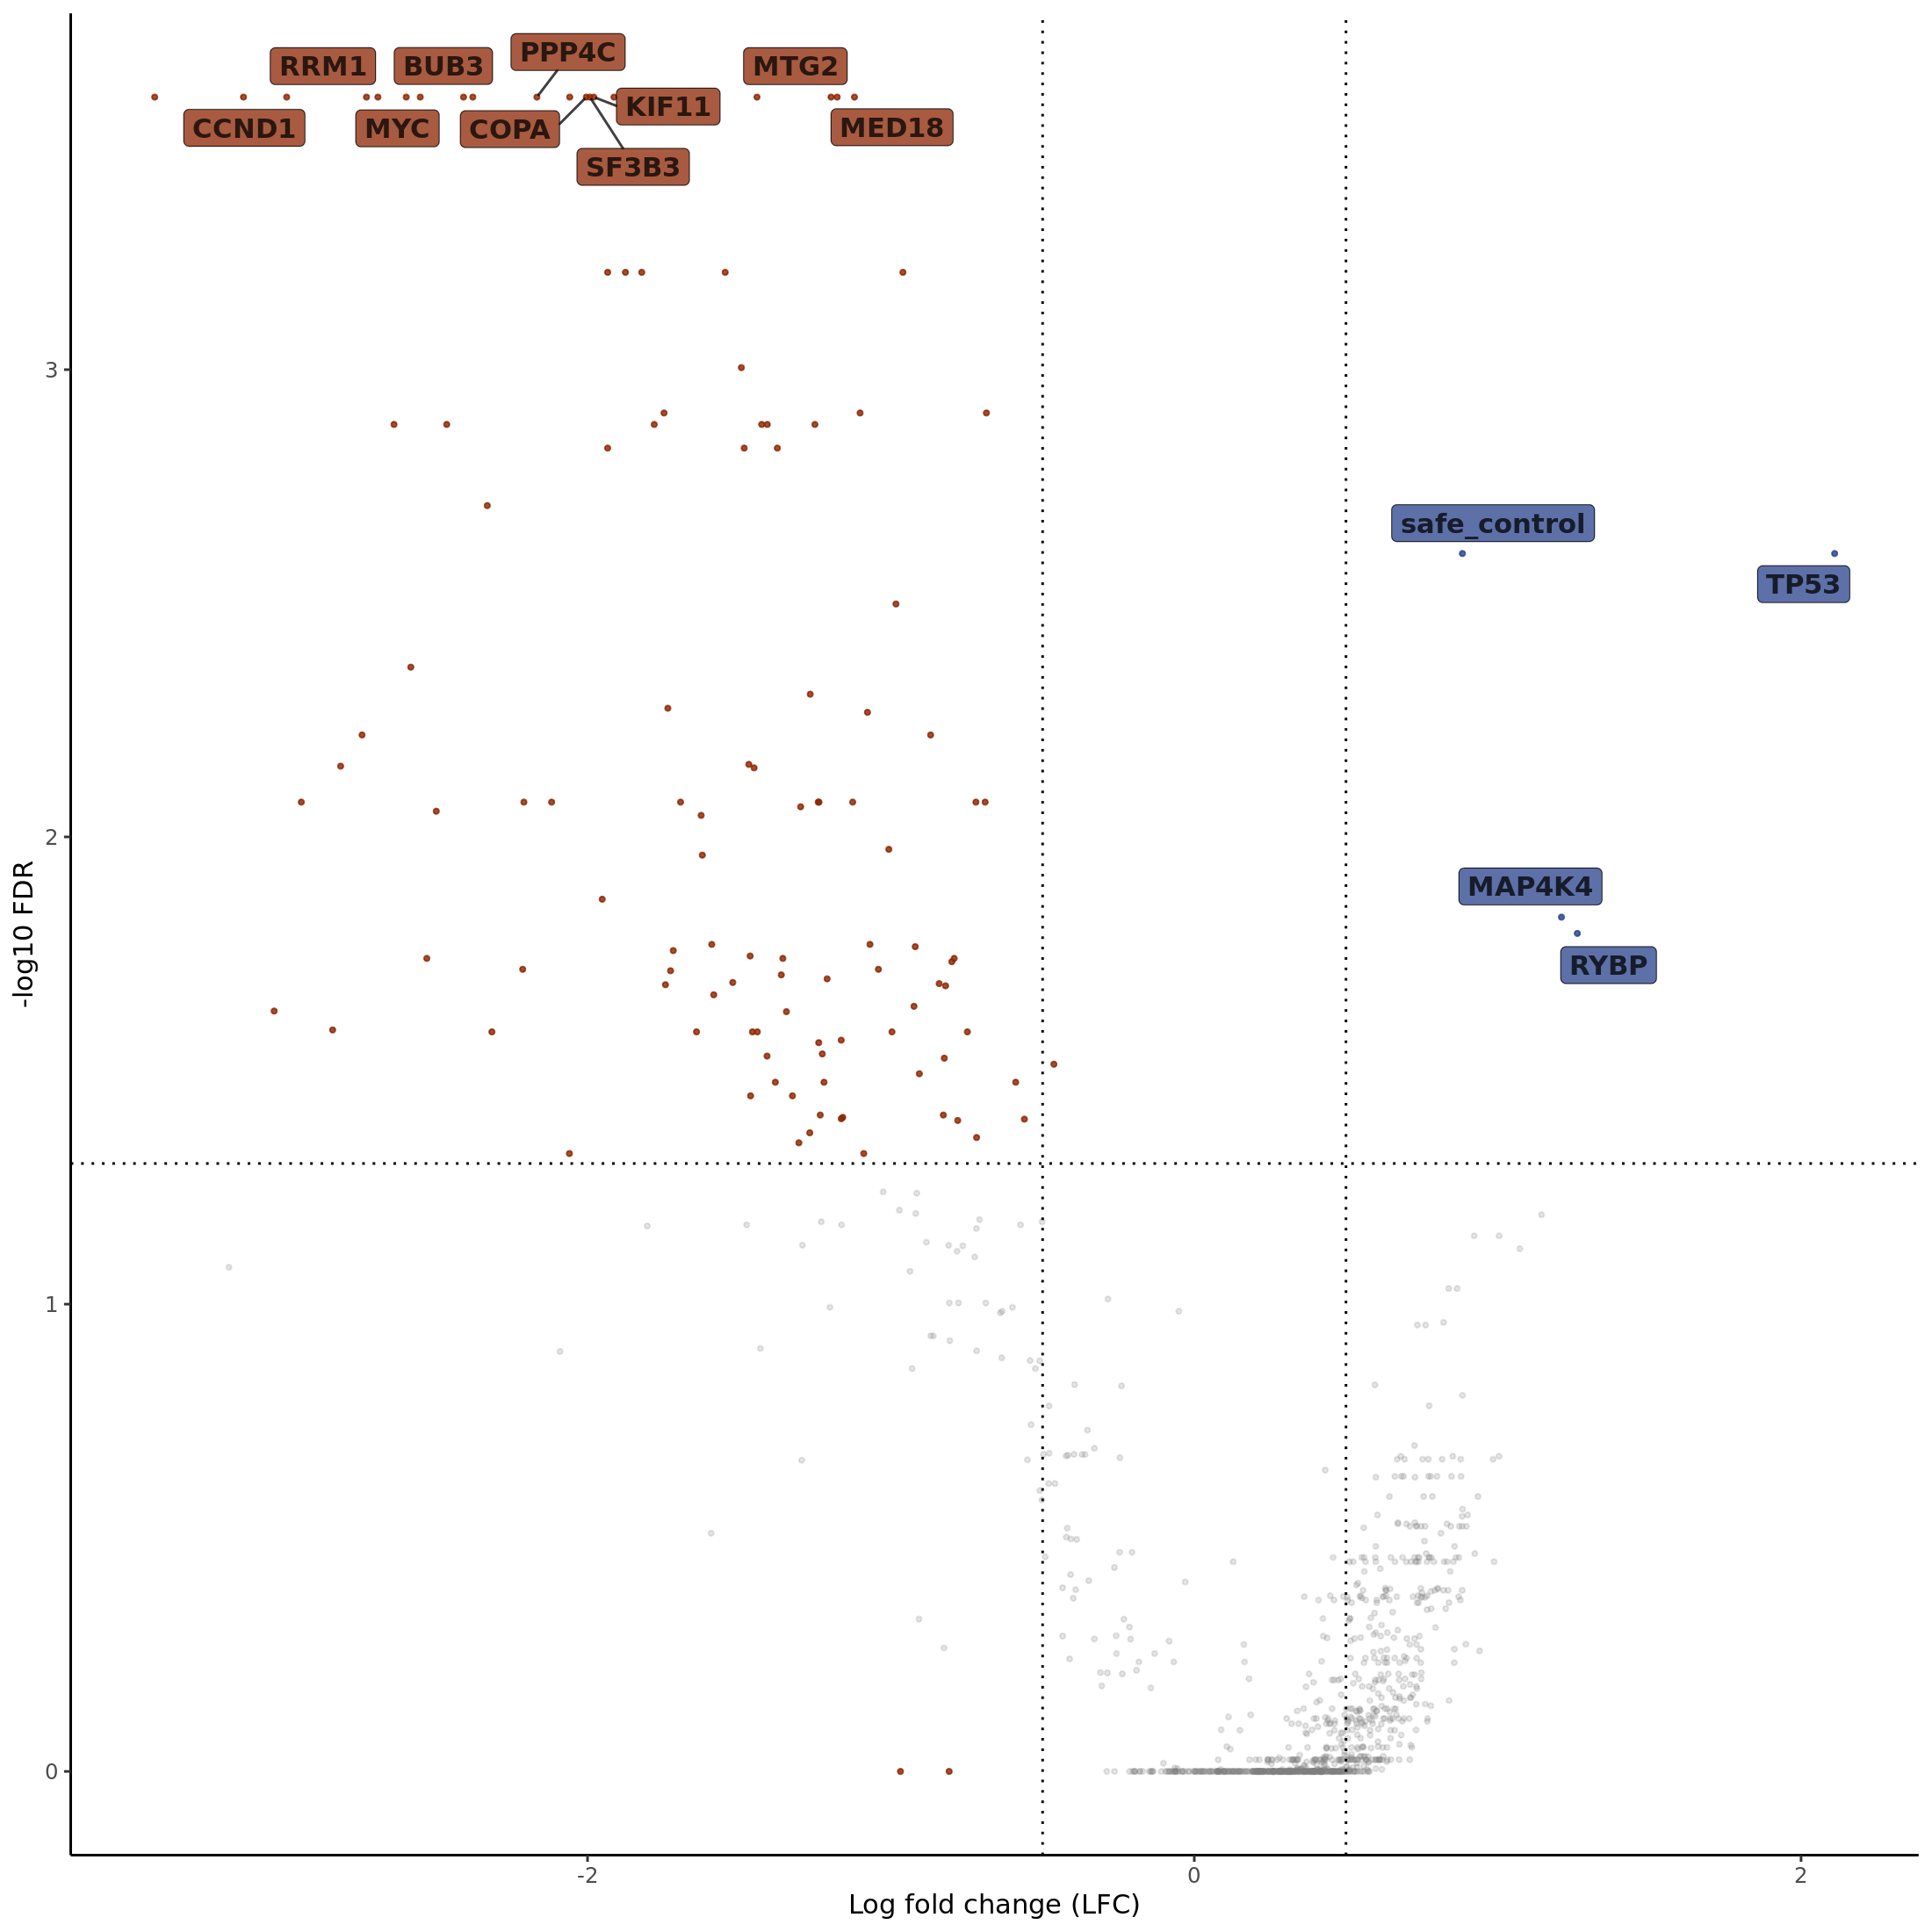 PPP4C
RRM1
BUB3
MTG2
KIF11
CCND1
MYC
COPA
MED18
SF3B3
3
safe_control
TP53
2
MAP4K4
RYBP
-log10 FDR
1
0
-2
0
2
Log fold change (LFC)